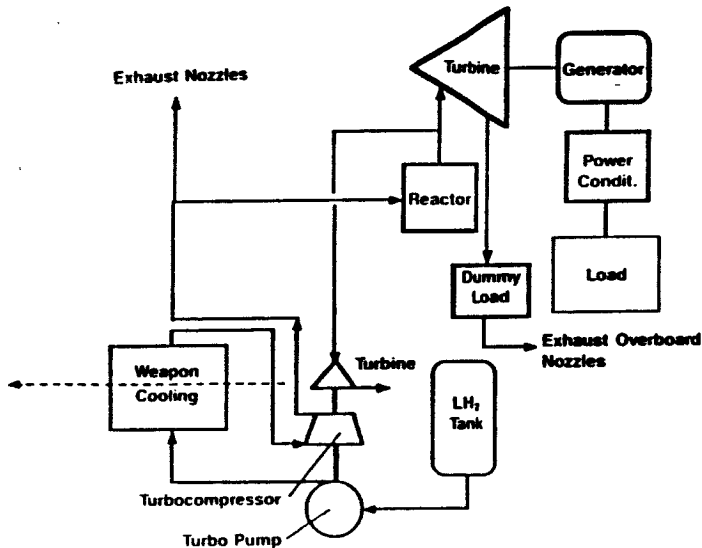 Turbine
Generator
Exhaust Nozzles
Power
Condit.
Reactor
Load
Dummy
Load
Exhaust Overboard
Nozzles
Turbine
Weapon
Cooling
LH₂
Tank
Turbocompressor
Turbo Pump